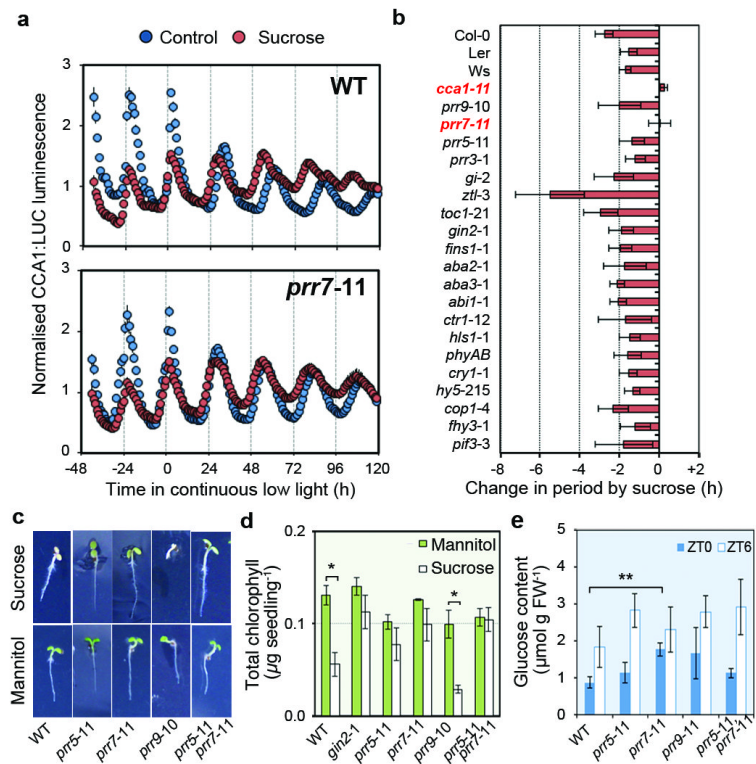 a
Control Sucrose
WT
3
2
1
0
prr7-11
3
2
1
0
Normalised CCA1:LUC luminescence
-48 -24 0 24 48 72 96 120
Time in continuous low light (h)
b
Col-0
Ler
Ws
cca1-11
prr9-10
prr7-11
prr5-11
prr3-1
gi-2
ztl-3
toc1-21
gin2-1
fins1-1
aba2-1
aba3-1
abi1-1
ctr1-12
hls1-1
phyAB
cry1-1
hy5-215
cop1-4
fhy3-1
pif3-3
-8 -6 -4 -2 0 +2
Change in period by sucrose (h)
c
Sucrose
Mannitol
WT prr5-11 prr7-11 prr9-10 prr5-11
prr7-11
d
Total chlorophyll
(µg seedling-1)
0.2
0.1
0.0
Mannitol
Sucrose
*
*
WT gin2-1 prr5-11 prr7-11 prr9-10 prr5-11
prr7-11
e
Glucose content
(µmol g FW-1)
5
4
3
2
1
0
ZT0 ZT6
**
WT prr5-11 prr7-11 prr9-11 prr5-11
prr7-11